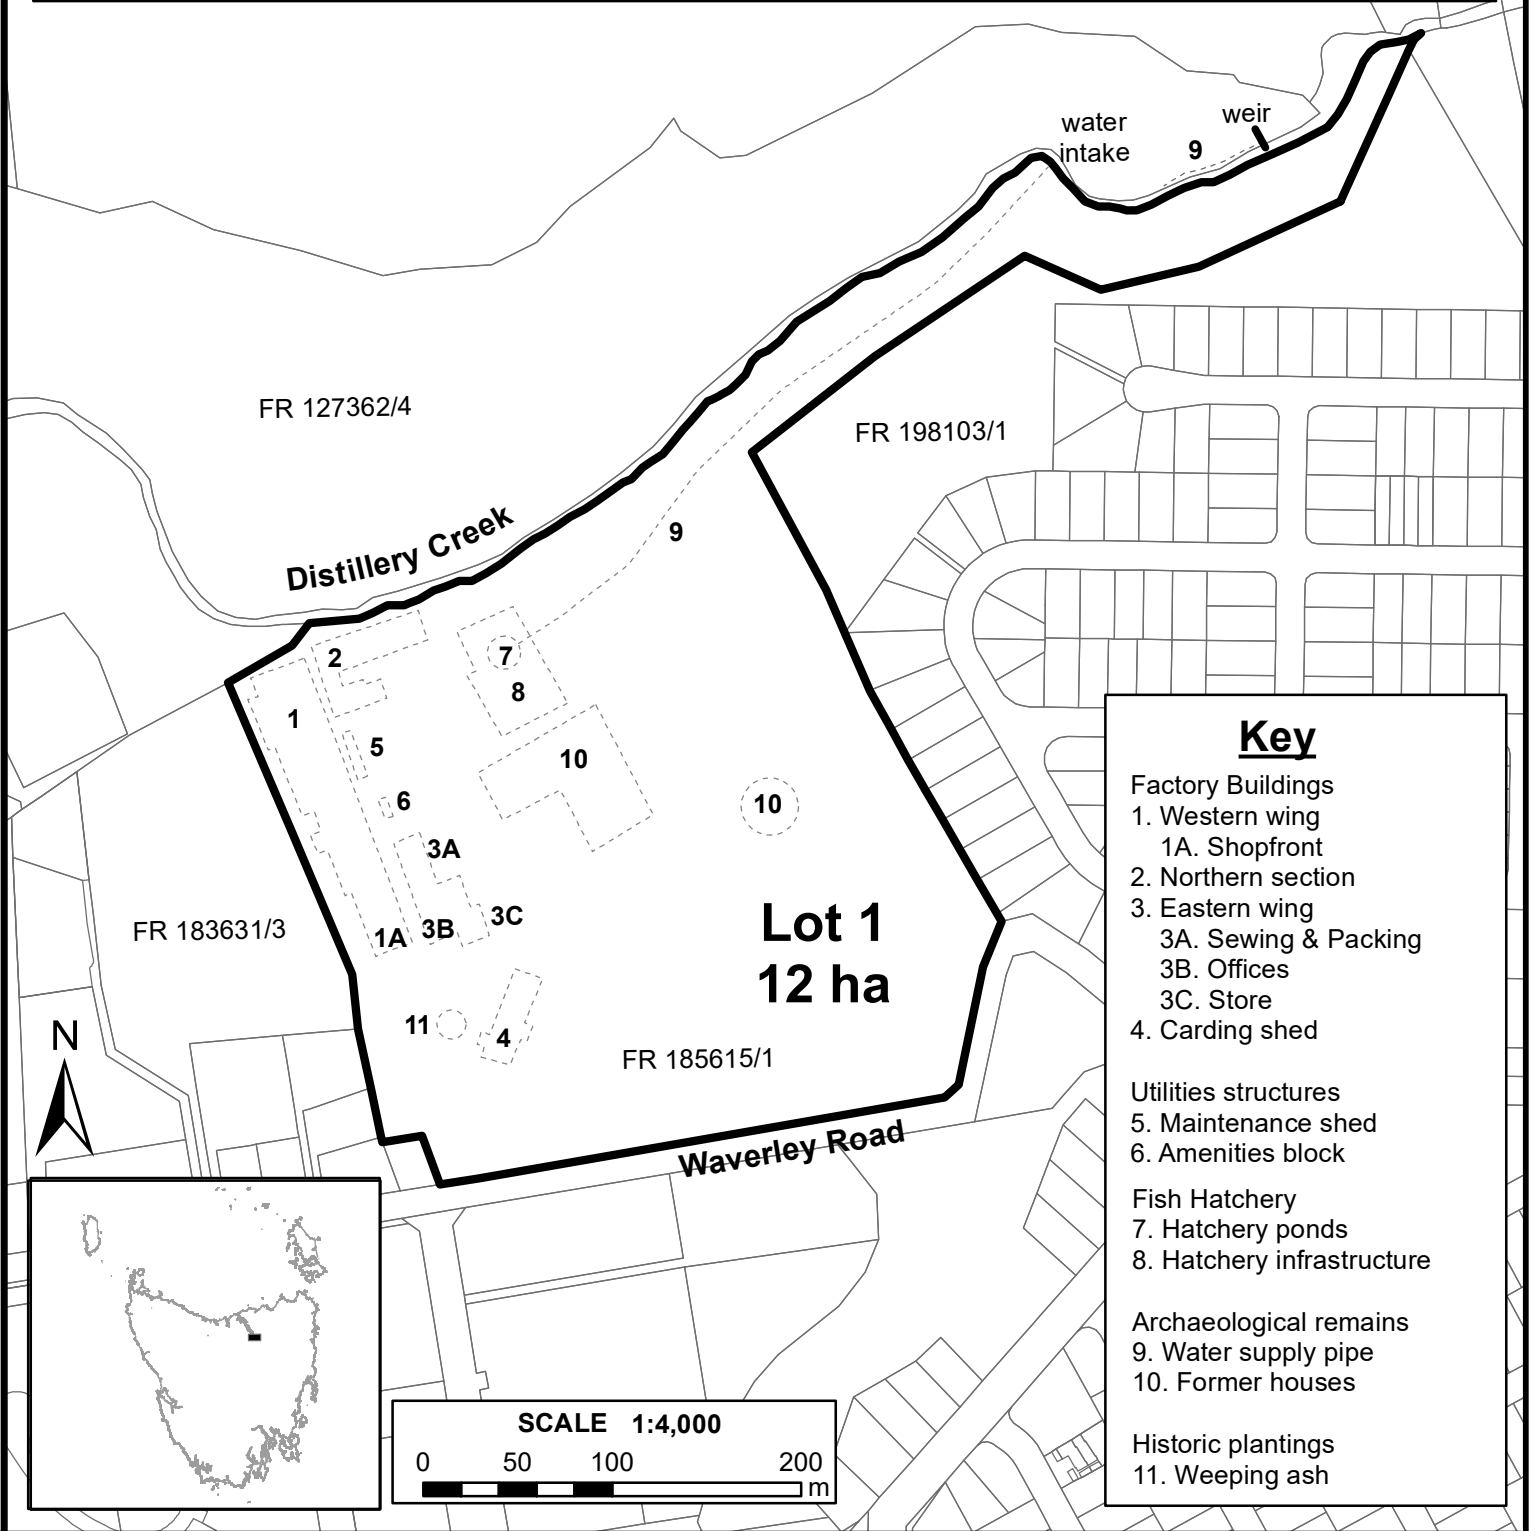 weir
water
intake
9
FR 127362/4
FR 198103/1
Distillery Creek
9
2
7
8
1
5
10
6
10
3A
3C
3B
1A
FR 183631/3
Lot 1
12 ha
11
4
FR 185615/1
Waverley Road
N
Key
Factory Buildings
1. Western wing
1A. Shopfront
2. Northern section
3. Eastern wing
3A. Sewing & Packing
3B. Offices
3C. Store
4. Carding shed
Utilities structures
5. Maintenance shed
6. Amenities block
Fish Hatchery
7. Hatchery ponds
8. Hatchery infrastructure
Archaeological remains
9. Water supply pipe
10. Former houses
Historic plantings
11. Weeping ash
SCALE 1:4,000
0 50 100 200
m